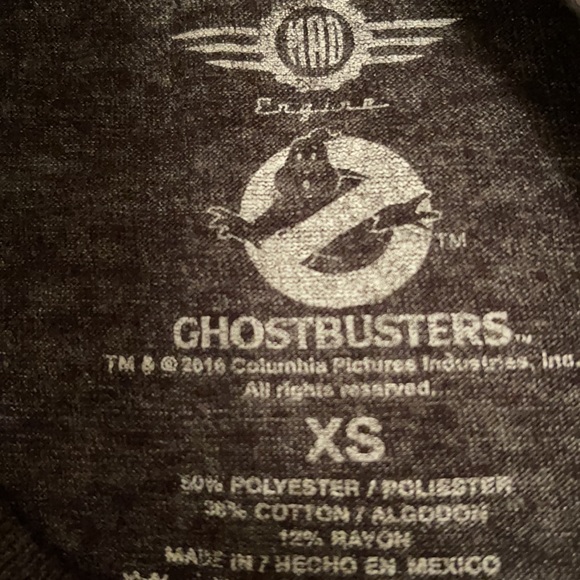 MAD
Engine
TM
GHOSTBUSTERS™
TM & © 2016 Columbia Pictures Industries, Inc.
All rights reserved.
XS
50% POLYESTER / POLIESTER
38% COTTON / ALGODON
12% RAYON
MADE IN / HECHO EN MEXICO